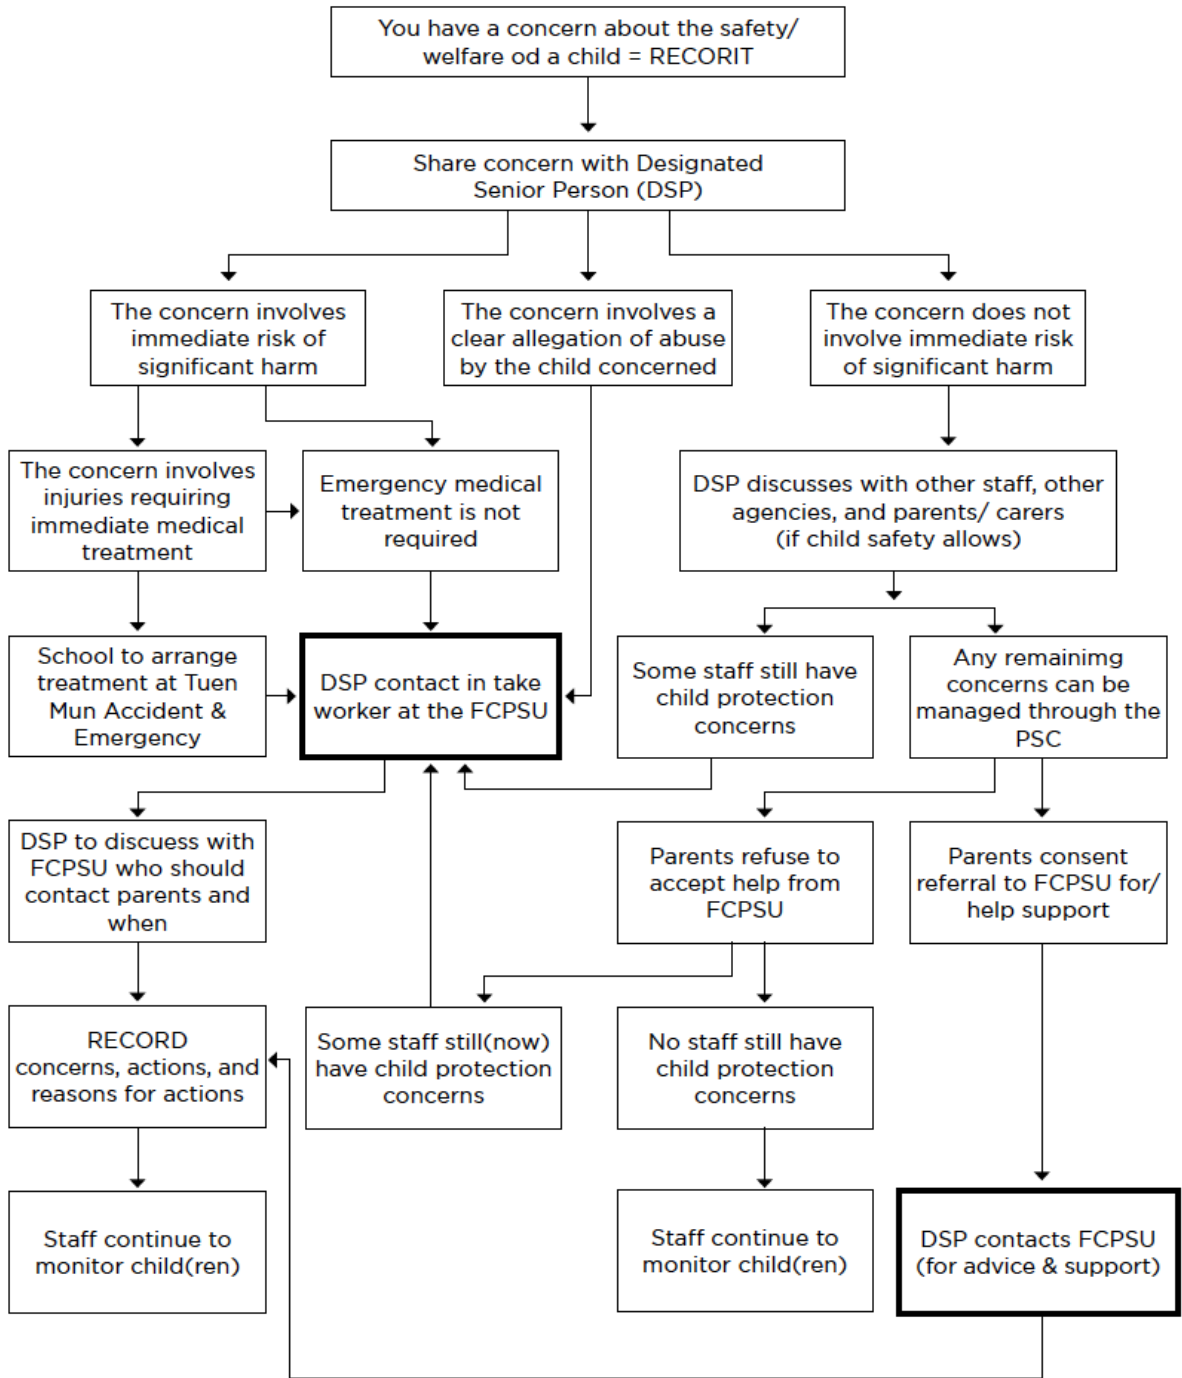 You have a concern about the safety/
welfare od a child = RECORIT
Share concern with Designated
Senior Person (DSP)
The concern involves
immediate risk of
significant harm
The concern involves a
clear allegation of abuse
by the child concerned
The concern does not
involve immediate risk
of significant harm
The concern involves
injuries requiring
immediate medical
treatment
Emergency medical
treatment is not
required
DSP discusses with other staff, other
agencies, and parents/ carers
(if child safety allows)
School to arrange
treatment at Tuen
Mun Accident &
Emergency
DSP contact in take
worker at the FCPSU
Some staff still have
child protection
concerns
Any remainimg
concerns can be
managed through the
PSC
DSP to discuess with
FCPSU who should
contact parents and
when
Parents refuse to
accept help from
FCPSU
Parents consent
referral to FCPSU for/
help support
RECORD
concerns, actions, and
reasons for actions
Some staff still(now)
have child protection
concerns
No staff still have
child protection
concerns
Staff continue to
monitor child(ren)
Staff continue to
monitor child(ren)
DSP contacts FCPSU
(for advice & support)